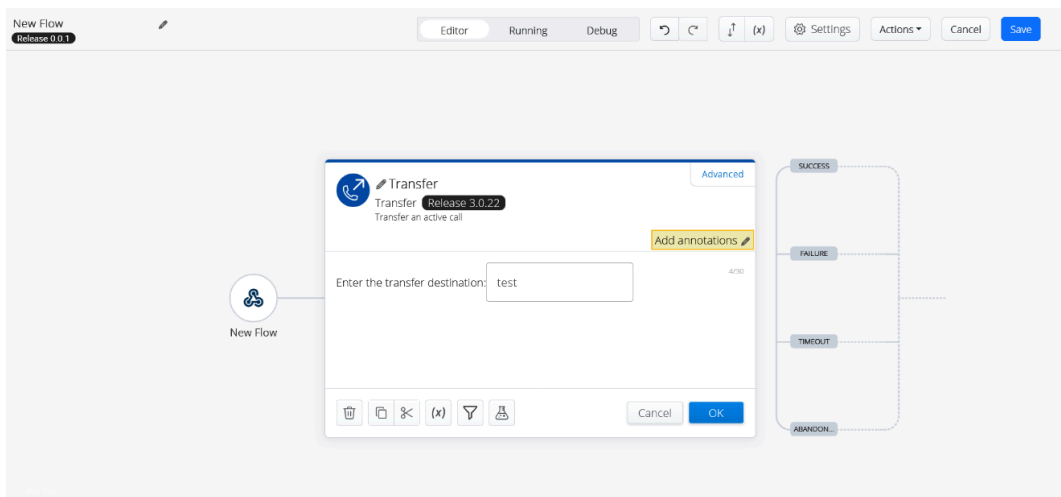 New Flow
Release 0.0.1
Editor Running Debug (x) Settings Actions Cancel Save
Advanced
Transfer
Transfer Release 3.0.22
Transfer an active call
Add annotations
Enter the transfer destination: test
4/30
New Flow
(x) Cancel OK
SUCCESS
FAILURE
TIMEOUT
ABANDON...